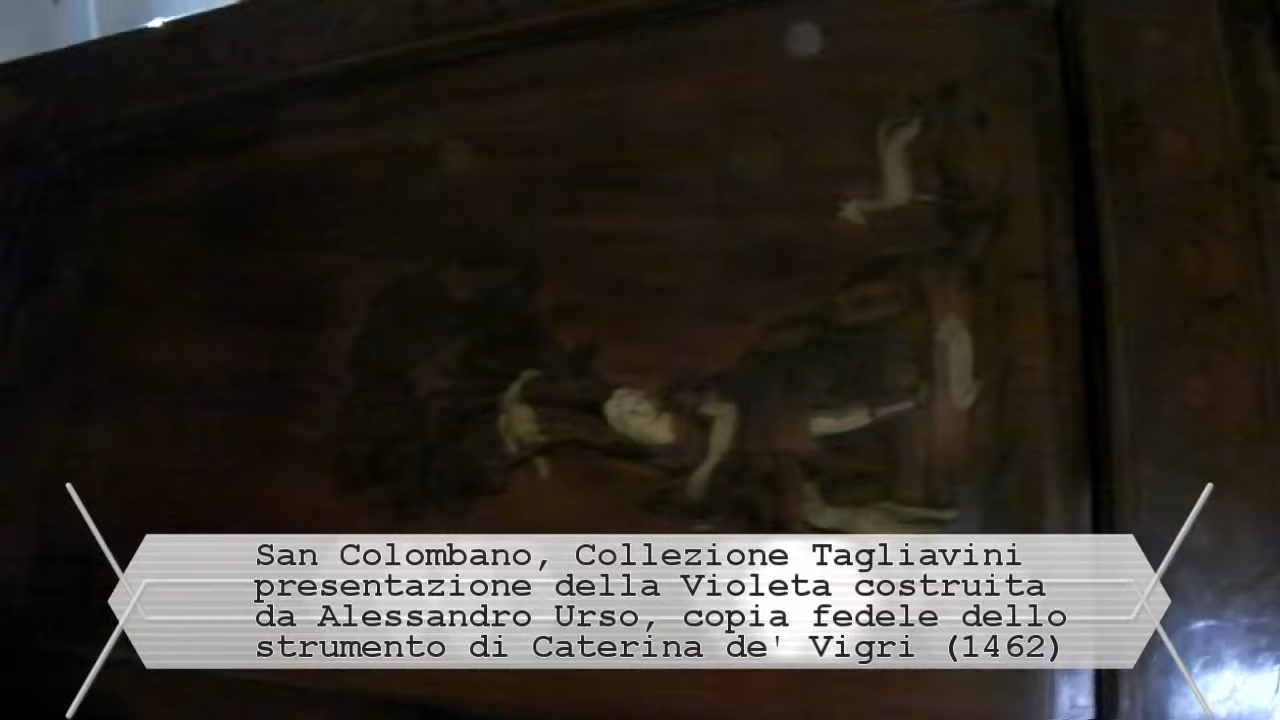 San Colombano, Collezione Tagliavini
presentazione della Violeta costruita
da Alessandro Urso, copia fedele dello
strumento di Caterina de' Vigri (1462)